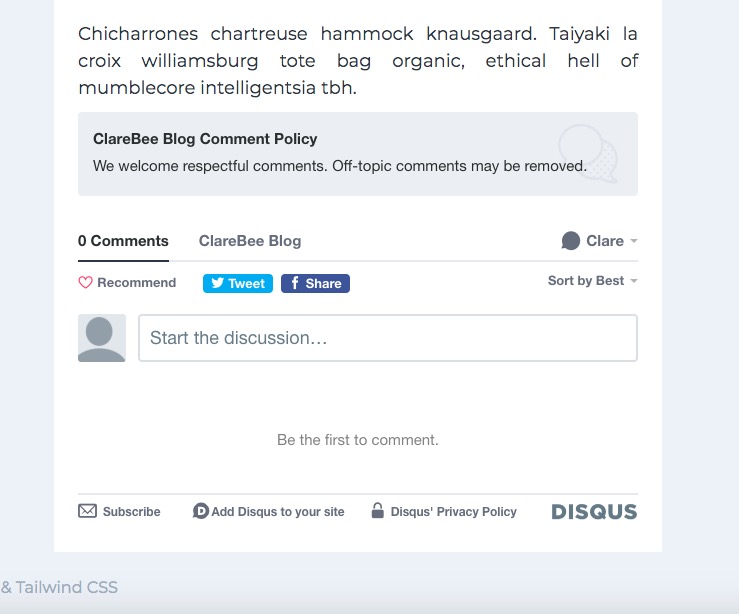 Chicharrones chartreuse hammock knausgaard. Taiyaki la
croix williamsburg tote bag organic, ethical hell of
mumblecore intelligentsia tbh.
ClareBee Blog Comment Policy
We welcome respectful comments. Off-topic comments may be removed.
0 Comments ClareBee Blog Clare
Recommend Tweet Share Sort by Best
Start the discussion…
Be the first to comment.
Subscribe Add Disqus to your site Disqus' Privacy Policy DISQUS
& Tailwind CSS